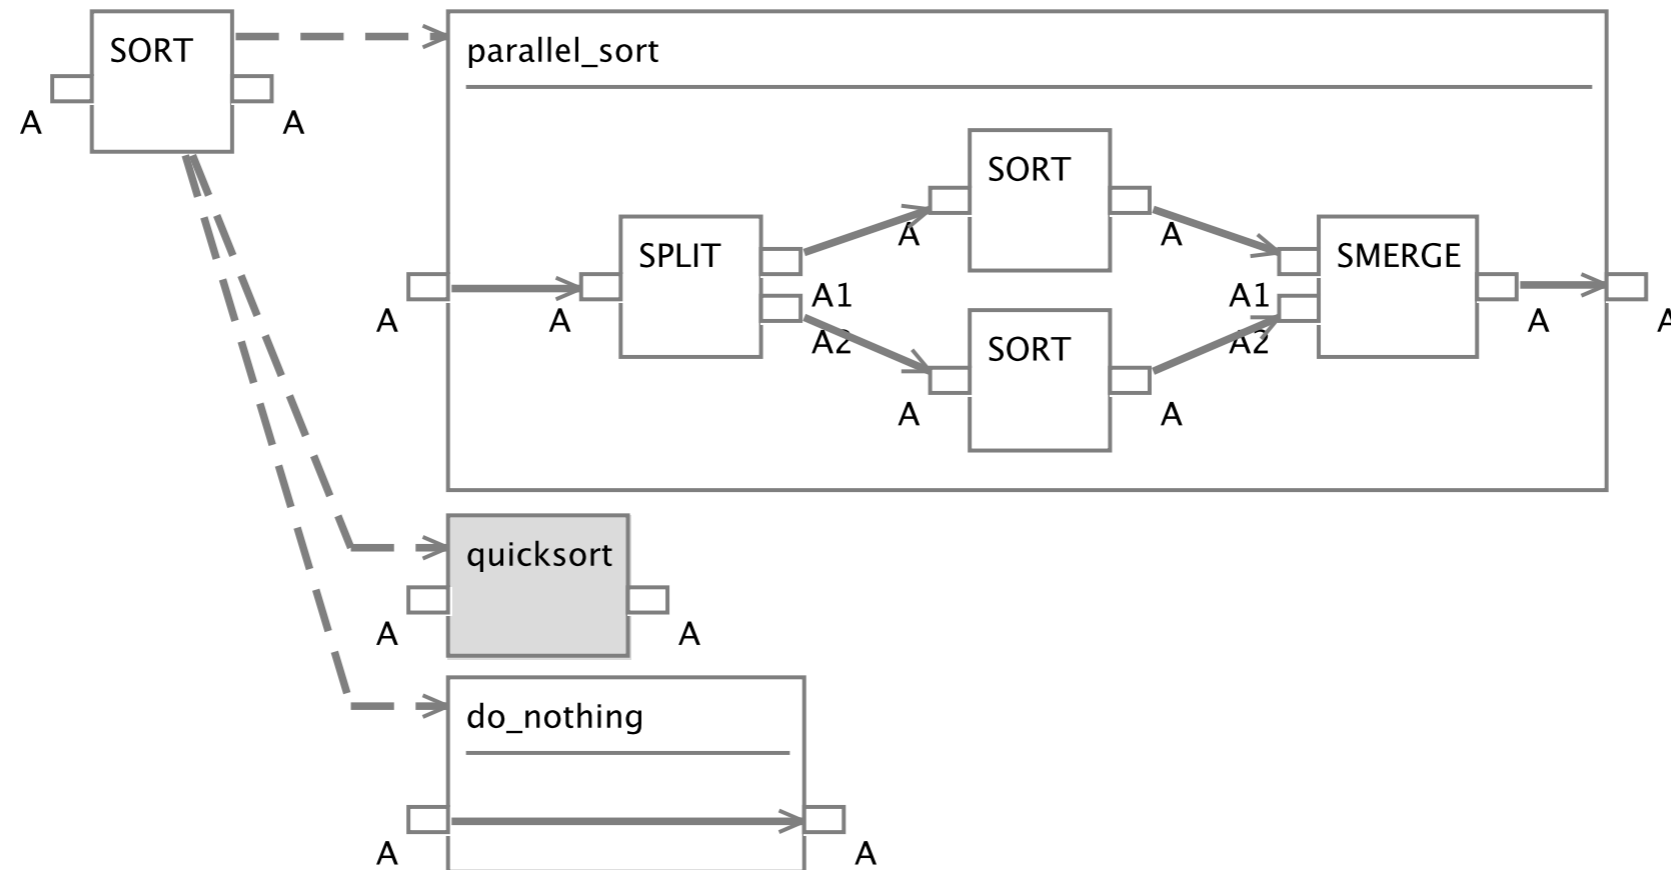 SORT
A
A
parallel_sort
A
SPLIT
A
A1
A2
SORT
A
A
SORT
A
A
SMERGE
A1
A2
A
A
quicksort
A
A
do_nothing
A
A